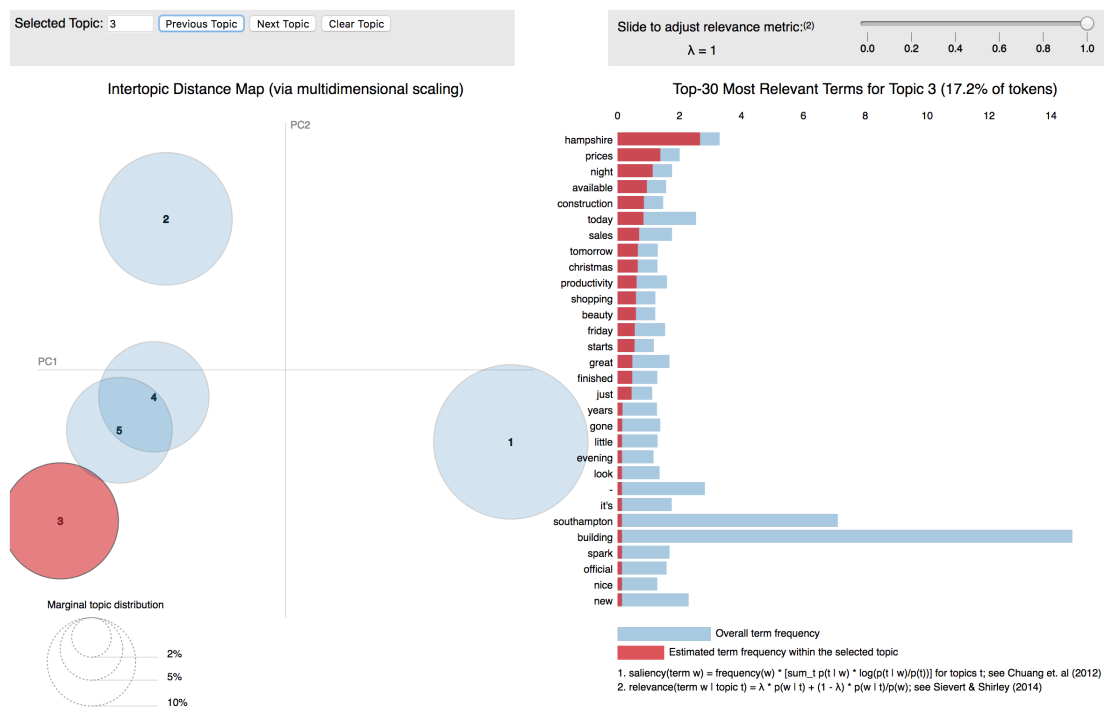 Selected Topic: 3 Previous Topic Next Topic Clear Topic
Slide to adjust relevance metric:(2)
λ = 1
0.0 0.2 0.4 0.6 0.8 1.0
Intertopic Distance Map (via multidimensional scaling)
PC2
PC1
2
4
5
1
3
Marginal topic distribution
2%
5%
10%
Top-30 Most Relevant Terms for Topic 3 (17.2% of tokens)
0 2 4 6 8 10 12 14
hampshire
prices
night
available
construction
today
sales
tomorrow
christmas
productivity
shopping
beauty
friday
starts
great
finished
just
years
gone
little
evening
look
-
it's
southampton
building
spark
official
nice
new
Overall term frequency
Estimated term frequency within the selected topic
1. saliency(term w) = frequency(w) * [sum_t p(t | w) * log(p(t | w)/p(t))] for topics t; see Chuang et. al (2012)
2. relevance(term w | topic t) = λ * p(w | t) + (1 - λ) * p(w | t)/p(w); see Sievert & Shirley (2014)